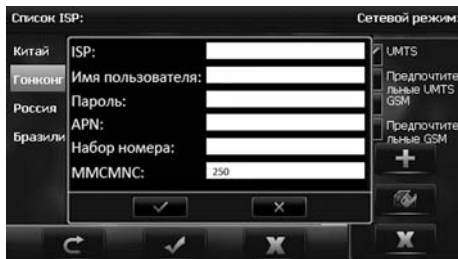 Список ISP: Сетевой режим:
Китай
Гонконг
Россия
Бразили
ISP:
Имя пользователя:
Пароль:
APN:
Набор номера:
MMCMNC: 250
UMTS
Предпочтите
льные UMTS
GSM
Предпочтите
льные GSM